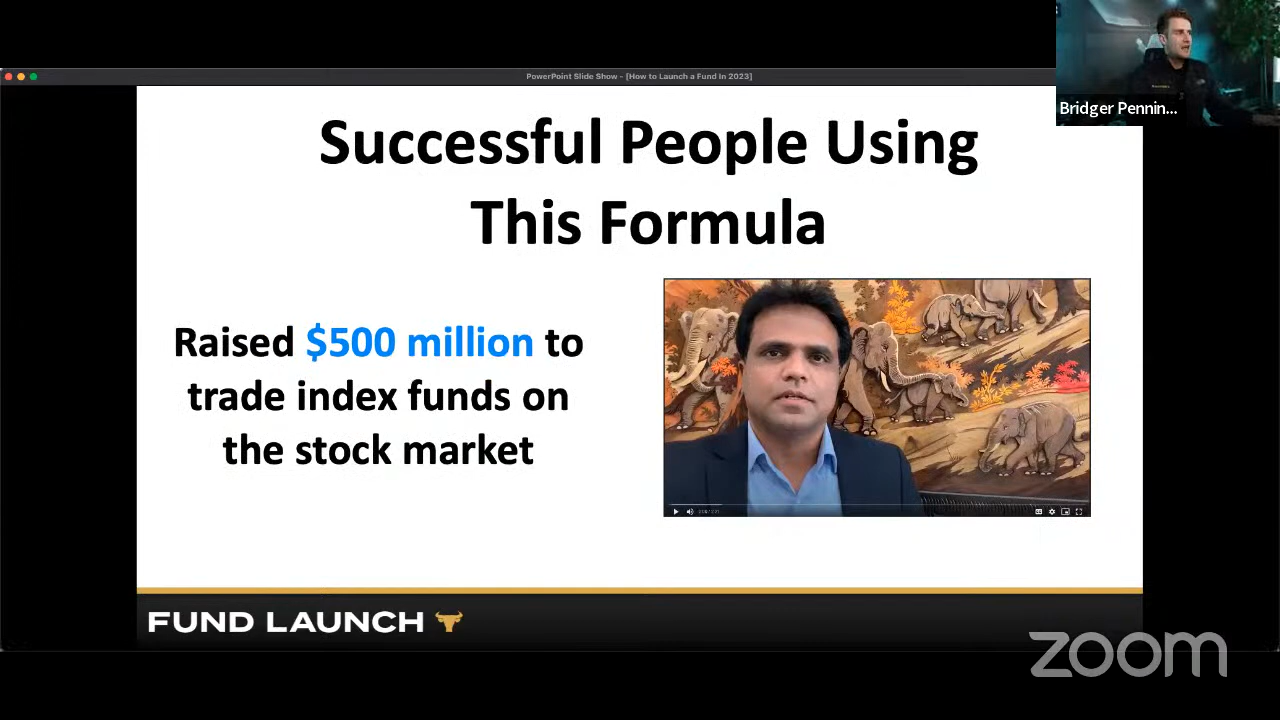 PowerPoint Slide Show - [How to Launch a Fund In 2023]
Bridger Pennin...
Successful People Using
This Formula
Raised $500 million to
trade index funds on
the stock market
FUND LAUNCH
zoom